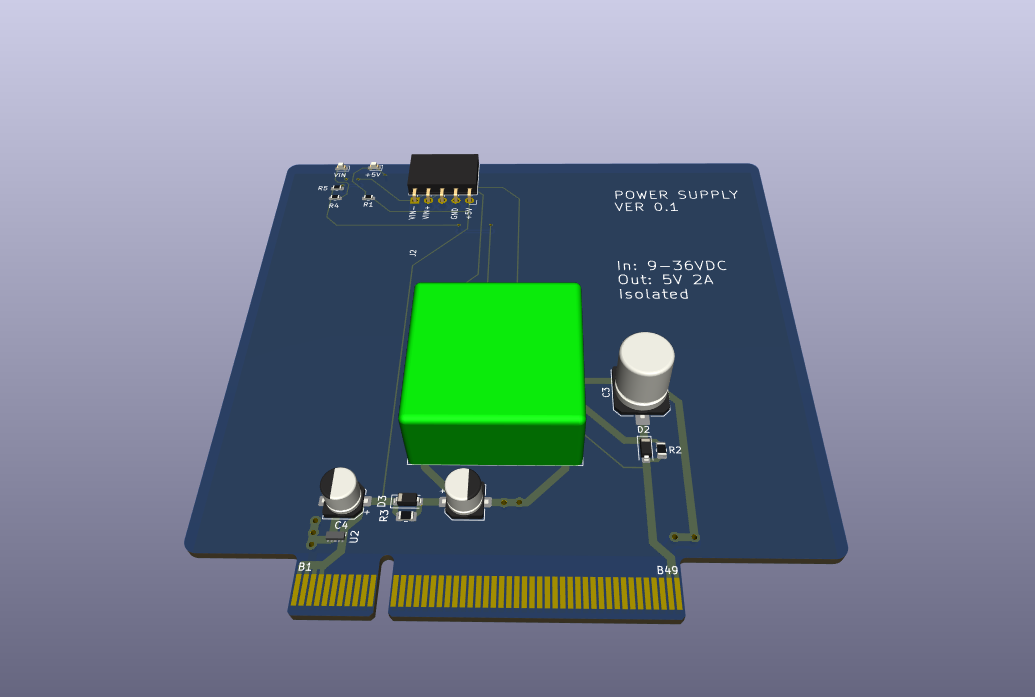 VIN
+5V
R5
R4
R1
VIN-
VIN+
GND
+5V
J2
POWER SUPPLY
VER 0.1
In: 9-36VDC
Out: 5V 2A
Isolated
C3
D2
R2
D3
R3
+
+
C4
U2
B1
B49